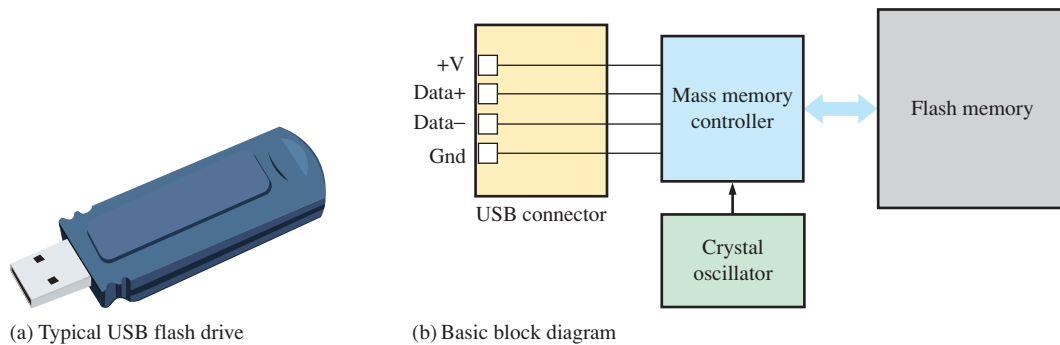 +V
Data+
Data−
Gnd
USB connector
Mass memory
controller
Crystal
oscillator
Flash memory
(a) Typical USB flash drive
(b) Basic block diagram